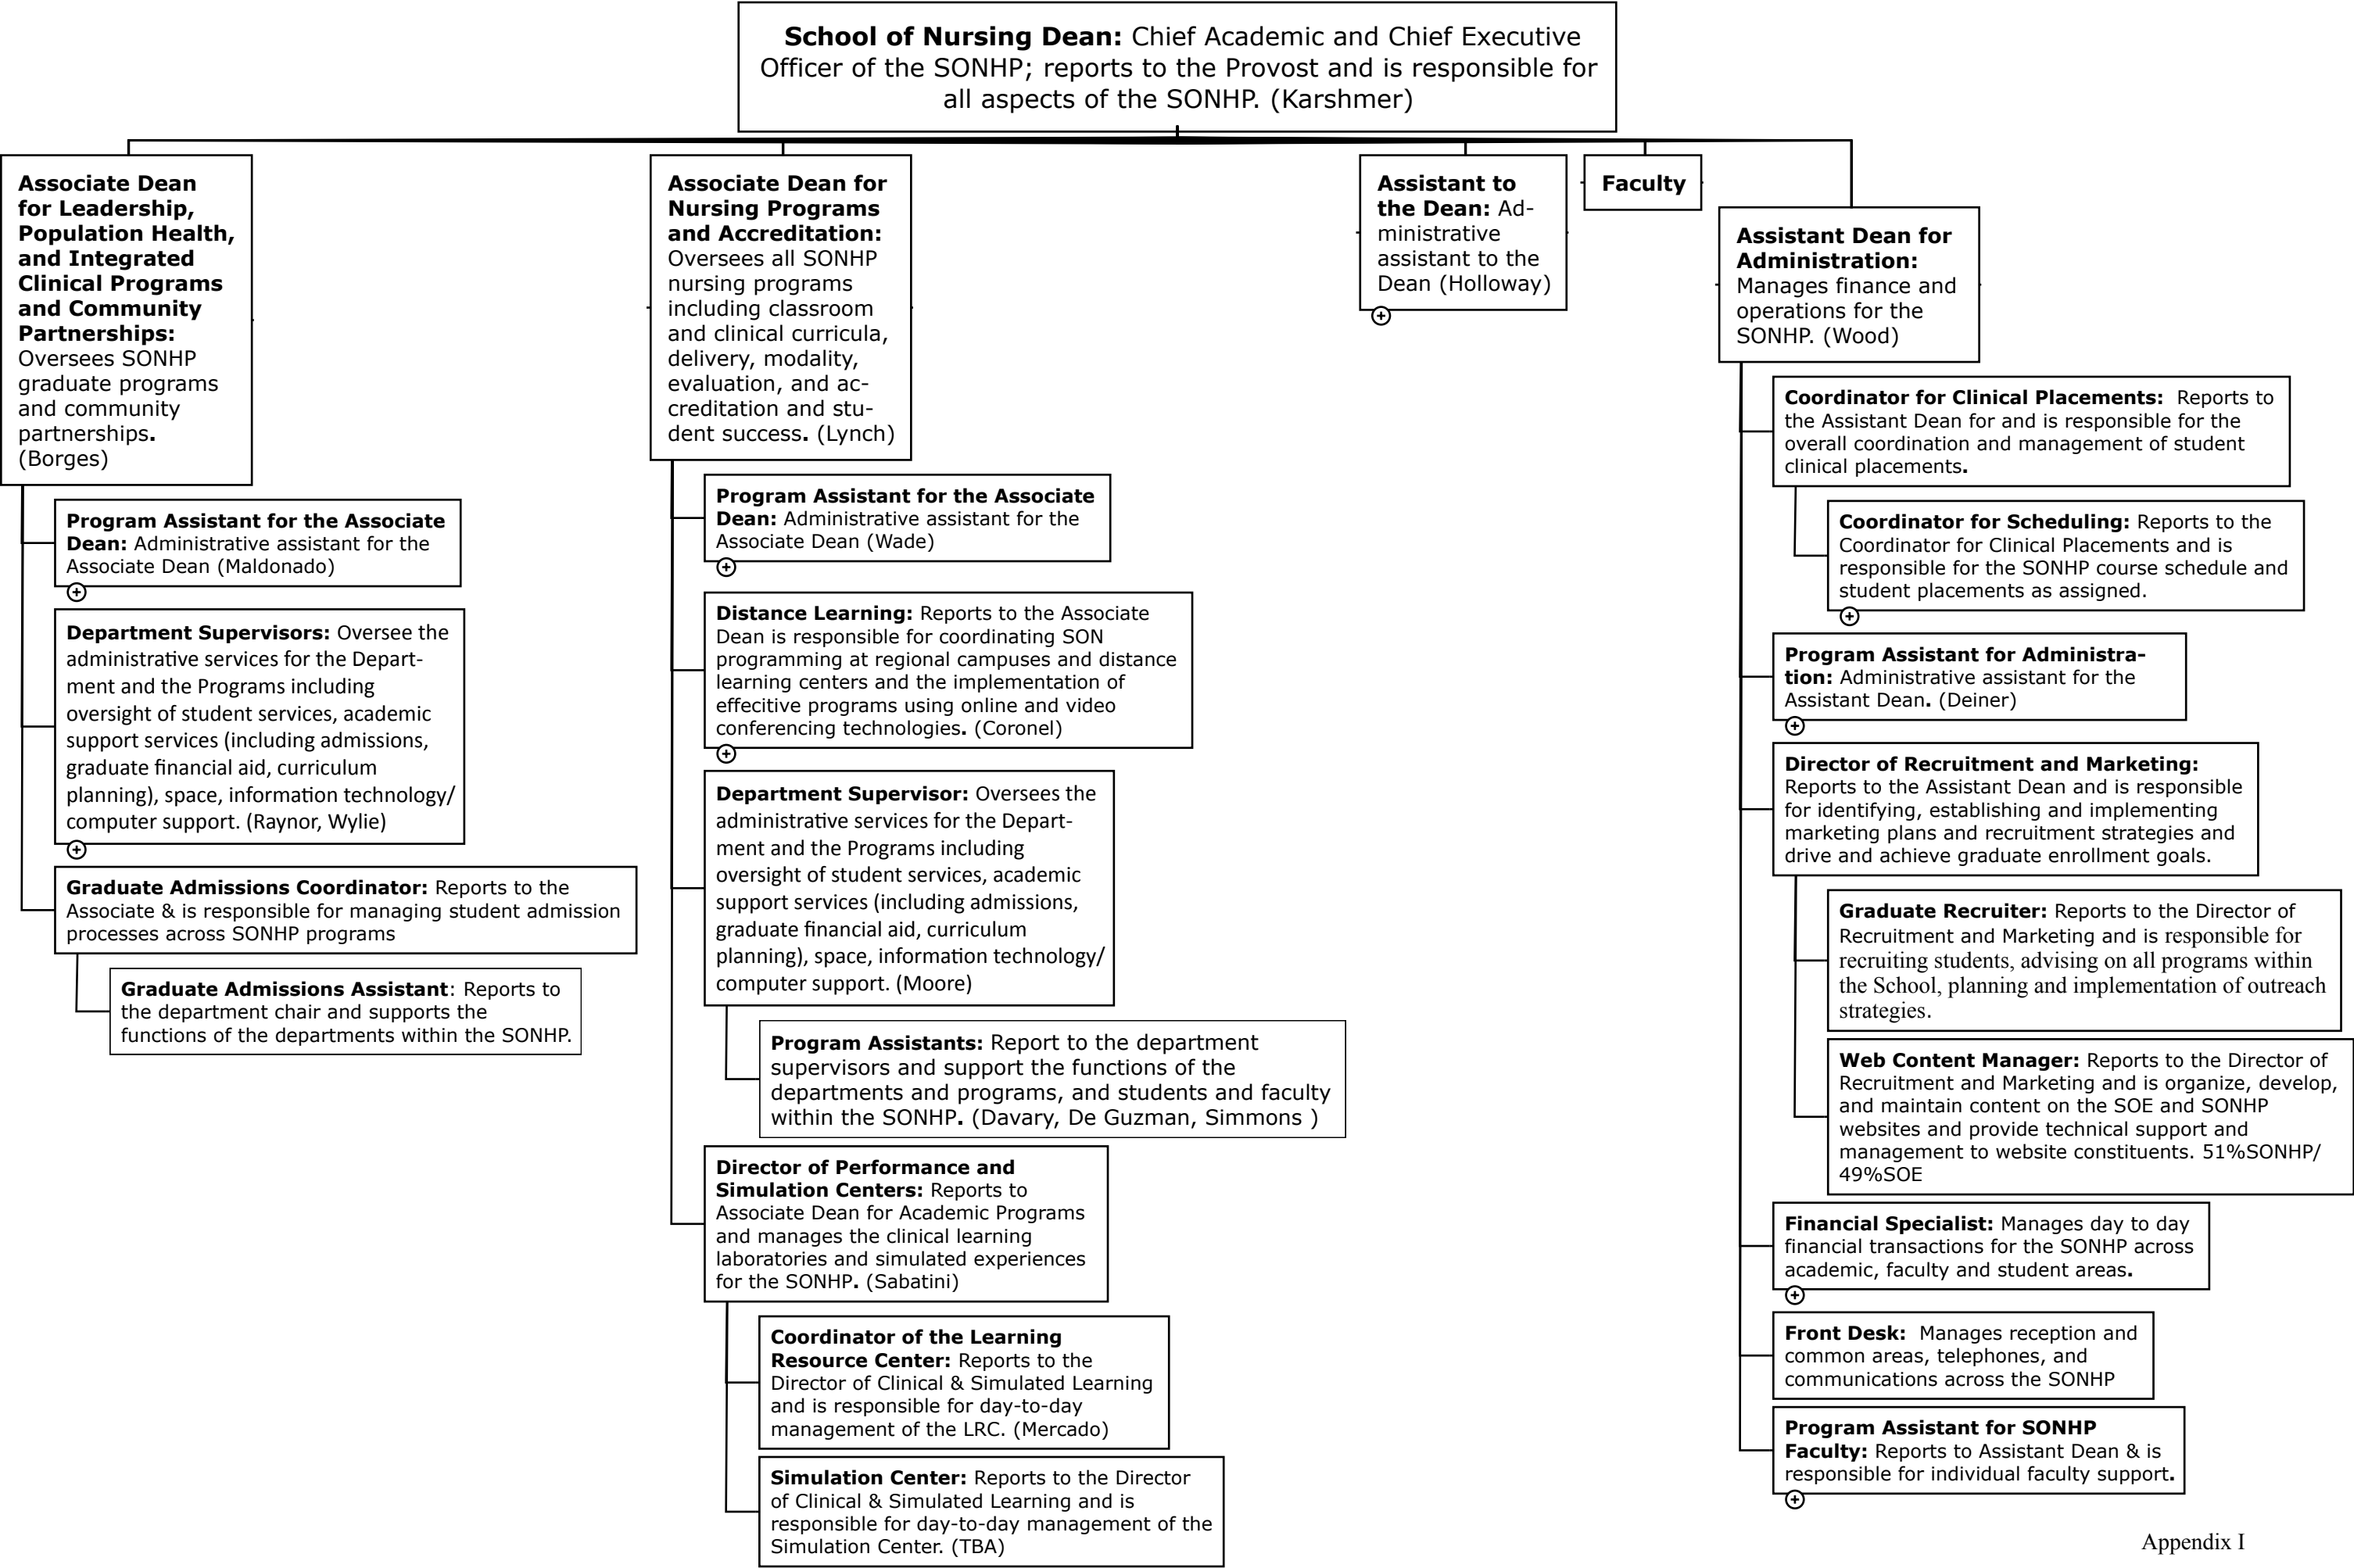 School of Nursing Dean: Chief Academic and Chief Executive
Officer of the SONHP; reports to the Provost and is responsible for
all aspects of the SONHP. (Karshmer)
Associate Dean
for Leadership,
Population Health,
and Integrated
Clinical Programs
and Community
Partnerships:
Oversees SONHP
graduate programs
and community
partnerships.
(Borges)
Program Assistant for the Associate
Dean: Administrative assistant for the
Associate Dean (Maldonado)
Department Supervisors: Oversee the
administrative services for the Depart-
ment and the Programs including
oversight of student services, academic
support services (including admissions,
graduate financial aid, curriculum
planning), space, information technology/
computer support. (Raynor, Wylie)
Graduate Admissions Coordinator: Reports to the
Associate & is responsible for managing student admission
processes across SONHP programs
Graduate Admissions Assistant: Reports to
the department chair and supports the
functions of the departments within the SONHP.
Associate Dean for
Nursing Programs
and Accreditation:
Oversees all SONHP
nursing programs
including classroom
and clinical curricula,
delivery, modality,
evaluation, and ac-
creditation and stu-
dent success. (Lynch)
Program Assistant for the Associate
Dean: Administrative assistant for the
Associate Dean (Wade)
Distance Learning: Reports to the Associate
Dean is responsible for coordinating SON
programming at regional campuses and distance
learning centers and the implementation of
effecitive programs using online and video
conferencing technologies. (Coronel)
Department Supervisor: Oversees the
administrative services for the Depart-
ment and the Programs including
oversight of student services, academic
support services (including admissions,
graduate financial aid, curriculum
planning), space, information technology/
computer support. (Moore)
Program Assistants: Report to the department
supervisors and support the functions of the
departments and programs, and students and faculty
within the SONHP. (Davary, De Guzman, Simmons )
Director of Performance and
Simulation Centers: Reports to
Associate Dean for Academic Programs
and manages the clinical learning
laboratories and simulated experiences
for the SONHP. (Sabatini)
Coordinator of the Learning
Resource Center: Reports to the
Director of Clinical & Simulated Learning
and is responsible for day-to-day
management of the LRC. (Mercado)
Simulation Center: Reports to the Director
of Clinical & Simulated Learning and is
responsible for day-to-day management of the
Simulation Center. (TBA)
Assistant to
the Dean: Ad-
ministrative
assistant to the
Dean (Holloway)
Faculty
Assistant Dean for
Administration:
Manages finance and
operations for the
SONHP. (Wood)
Coordinator for Clinical Placements:  Reports to
the Assistant Dean for and is responsible for the
overall coordination and management of student
clinical placements.
Coordinator for Scheduling: Reports to the
Coordinator for Clinical Placements and is
responsible for the SONHP course schedule and
student placements as assigned.
Program Assistant for Administra-
tion: Administrative assistant for the
Assistant Dean. (Deiner)
Director of Recruitment and Marketing:
Reports to the Assistant Dean and is responsible
for identifying, establishing and implementing
marketing plans and recruitment strategies and
drive and achieve graduate enrollment goals.
Graduate Recruiter: Reports to the Director of
Recruitment and Marketing and is responsible for
recruiting students, advising on all programs within
the School, planning and implementation of outreach
strategies.
Web Content Manager: Reports to the Director of
Recruitment and Marketing and is organize, develop,
and maintain content on the SOE and SONHP
websites and provide technical support and
management to website constituents. 51%SONHP/
49%SOE
Financial Specialist: Manages day to day
financial transactions for the SONHP across
academic, faculty and student areas.
Front Desk:  Manages reception and
common areas, telephones, and
communications across the SONHP
Program Assistant for SONHP
Faculty: Reports to Assistant Dean & is
responsible for individual faculty support.
Appendix I